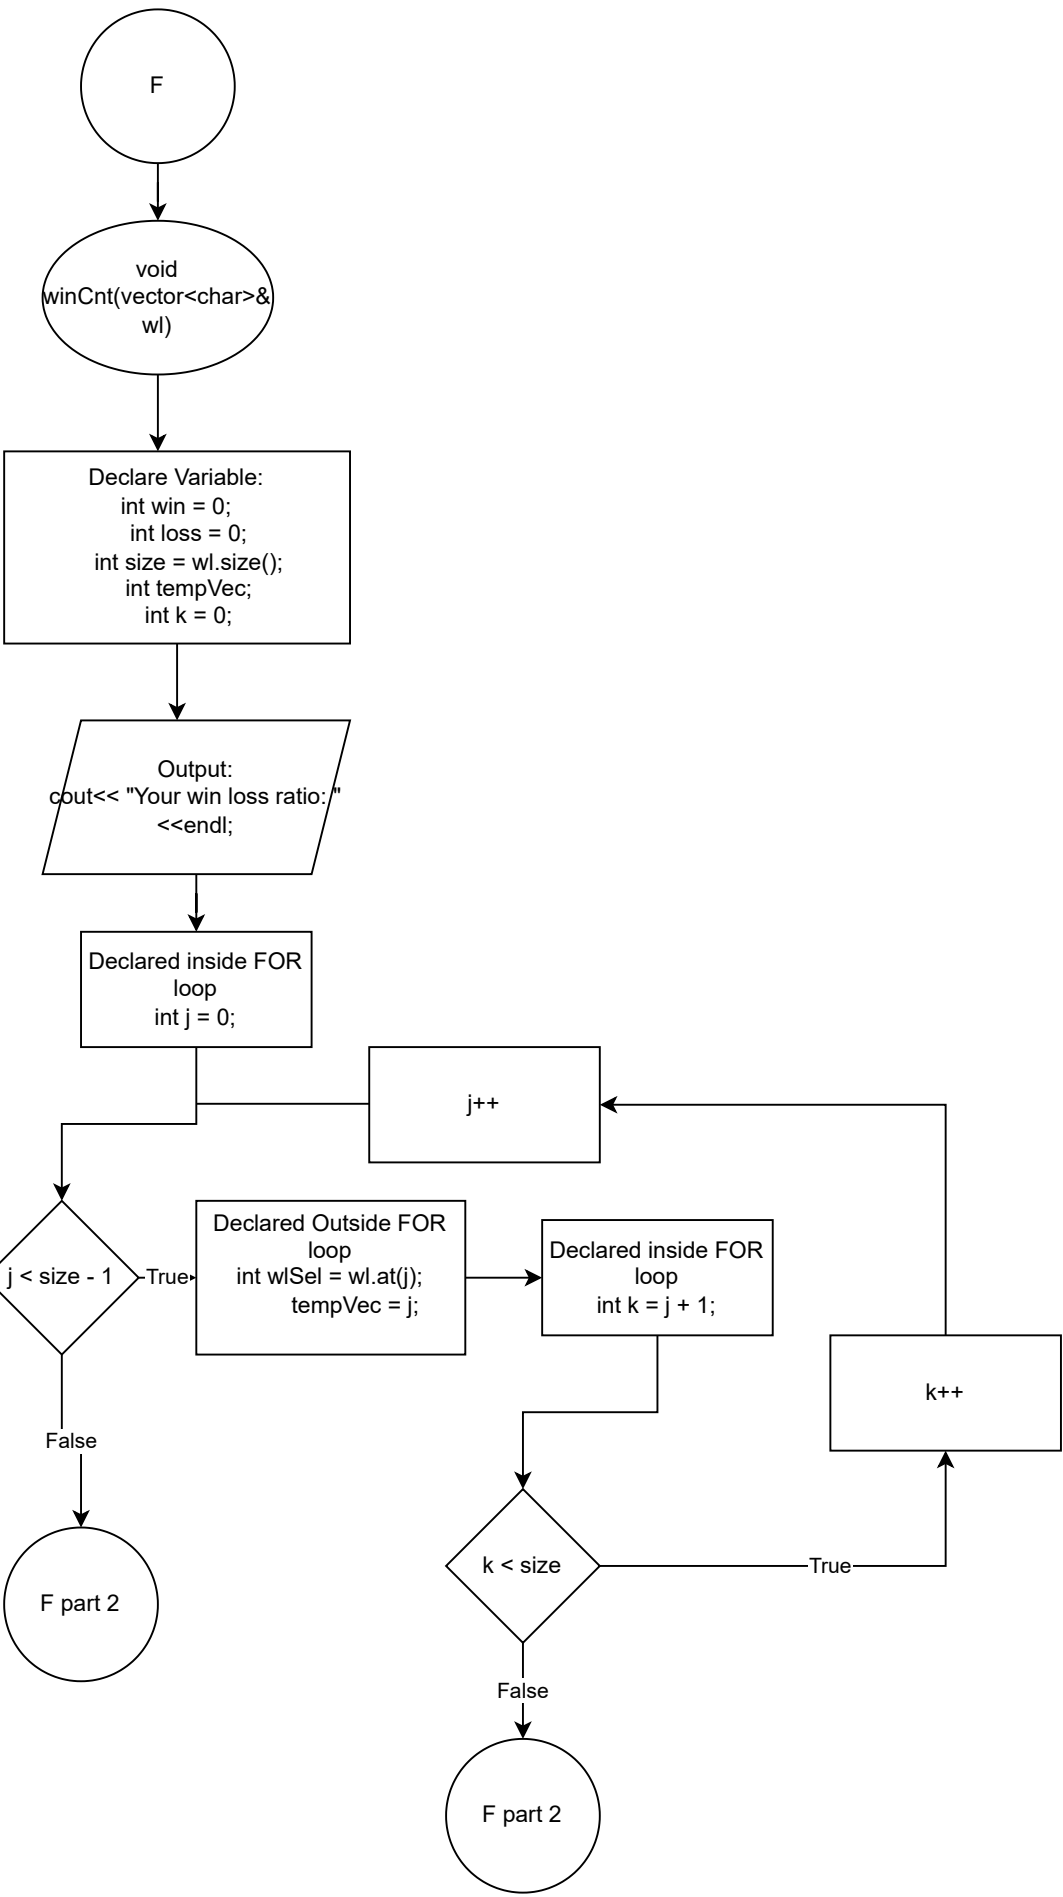 F
void
winCnt(vector<char>&
wl)
Declare Variable:
int win = 0;
int loss = 0;
int size = wl.size();
int tempVec;
int k = 0;
Output:
cout<< "Your win loss ratio: "
<<endl;
Declared inside FOR
loop
int j = 0;
j++
j < size - 1
True
Declared Outside FOR
loop
int wlSel = wl.at(j);
tempVec = j;
Declared inside FOR
loop
int k = j + 1;
k++
False
F part 2
k < size
True
False
F part 2